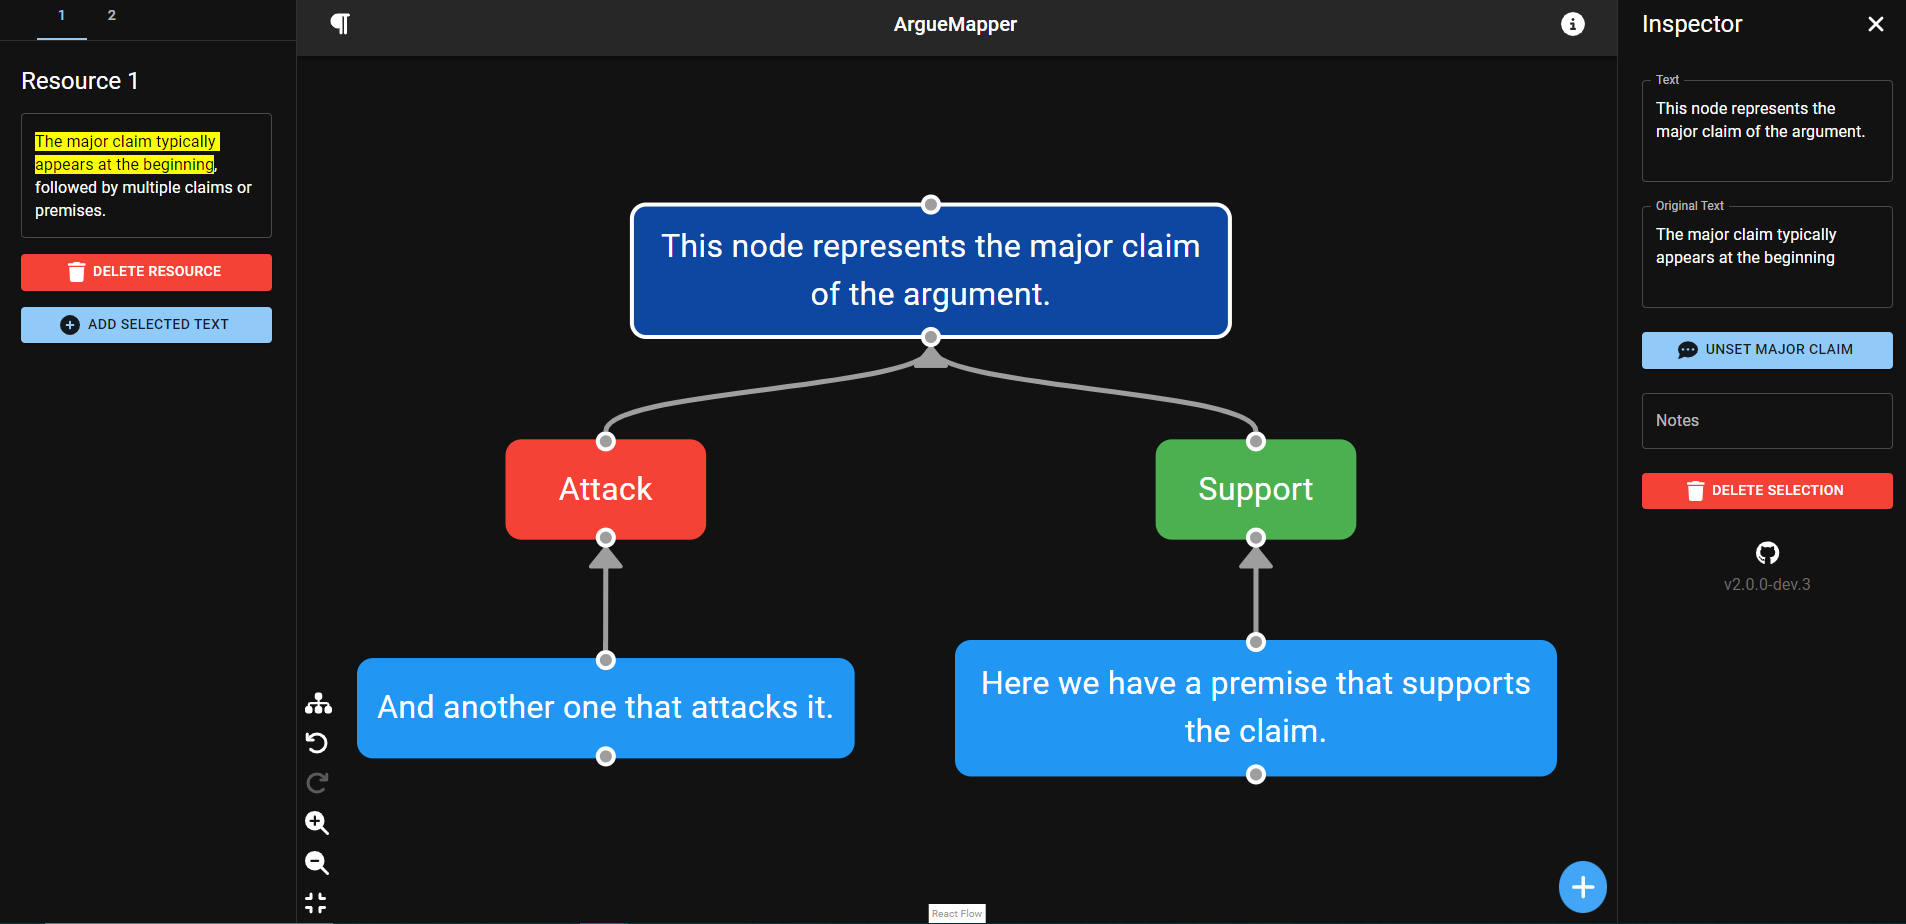 1
2
Resource 1
The major claim typically
appears at the beginning,
followed by multiple claims or
premises.
DELETE RESOURCE
ADD SELECTED TEXT
ArgueMapper
This node represents the major claim
of the argument.
Attack
Support
And another one that attacks it.
Here we have a premise that supports
the claim.
React Flow
Inspector
Text
This node represents the
major claim of the argument.
Original Text
The major claim typically
appears at the beginning
UNSET MAJOR CLAIM
Notes
DELETE SELECTION
v2.0.0-dev.3